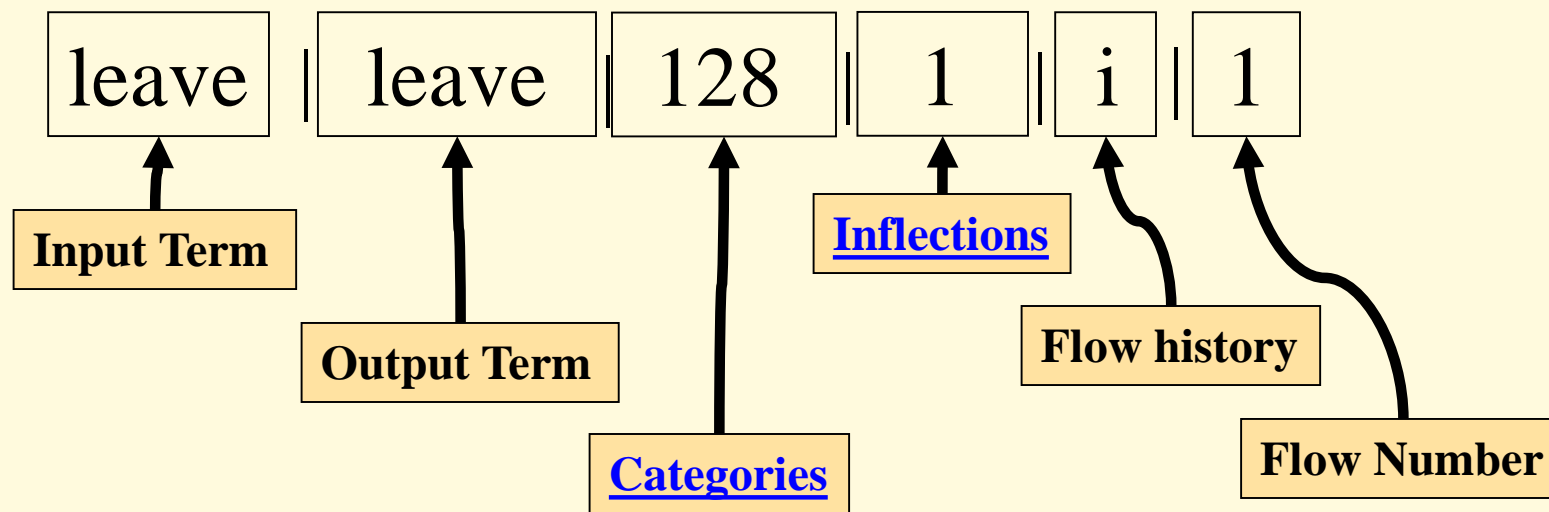 leave | leave | 128 | 1 | i | 1
Input Term
Inflections
Output Term
Flow history
Categories
Flow Number